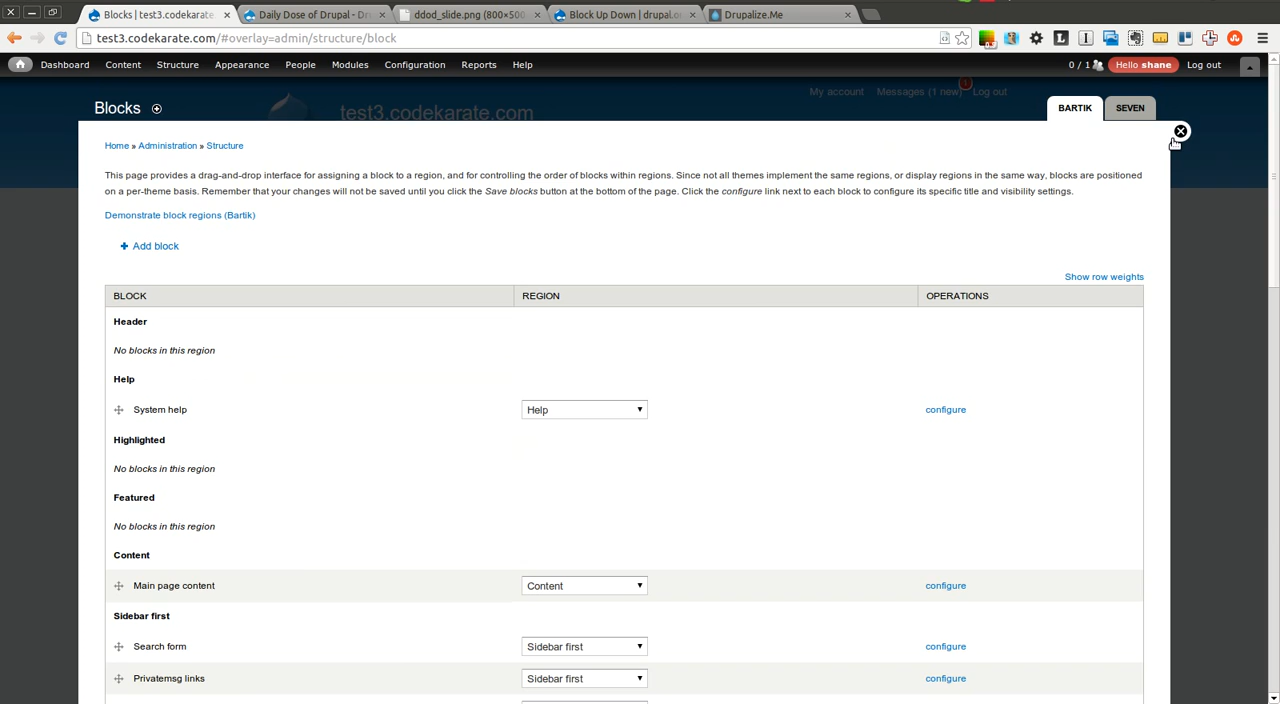 Blocks | test3.codekarate
Daily Dose of Drupal - Dr
ddod_slide.png (800×500
Block Up Down | drupal.or
Drupalize.Me
test3.codekarate.com/#overlay=admin/structure/block
Dashboard Content Structure Appearance People Modules Configuration Reports Help 0 / 1 Hello shane Log out
My account Messages (1 new) 1 Log out
Blocks
test3.codekarate.com
BARTIK SEVEN
Home » Administration » Structure
This page provides a drag-and-drop interface for assigning a block to a region, and for controlling the order of blocks within regions. Since not all themes implement the same regions, or display regions in the same way, blocks are positioned
on a per-theme basis. Remember that your changes will not be saved until you click the Save blocks button at the bottom of the page. Click the configure link next to each block to configure its specific title and visibility settings.
Demonstrate block regions (Bartik)
Add block
Show row weights
BLOCK REGION OPERATIONS
Header
No blocks in this region
Help
System help Help configure
Highlighted
No blocks in this region
Featured
No blocks in this region
Content
Main page content Content configure
Sidebar first
Search form Sidebar first configure
Privatemsg links Sidebar first configure